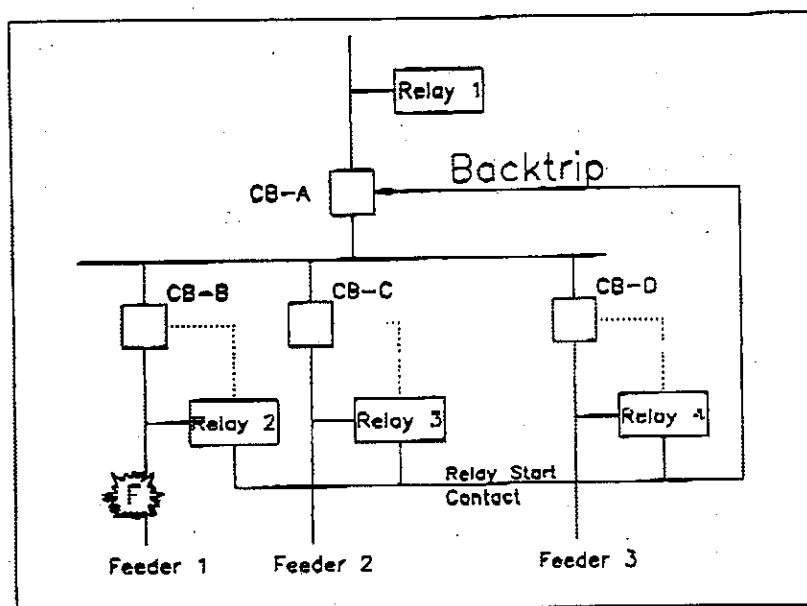 Relay 1
Backtrip
CB-A
CB-B
CB-C
CB-D
Relay 2
Relay 3
Relay 4
F
Relay Start
Contact
Feeder 1
Feeder 2
Feeder 3